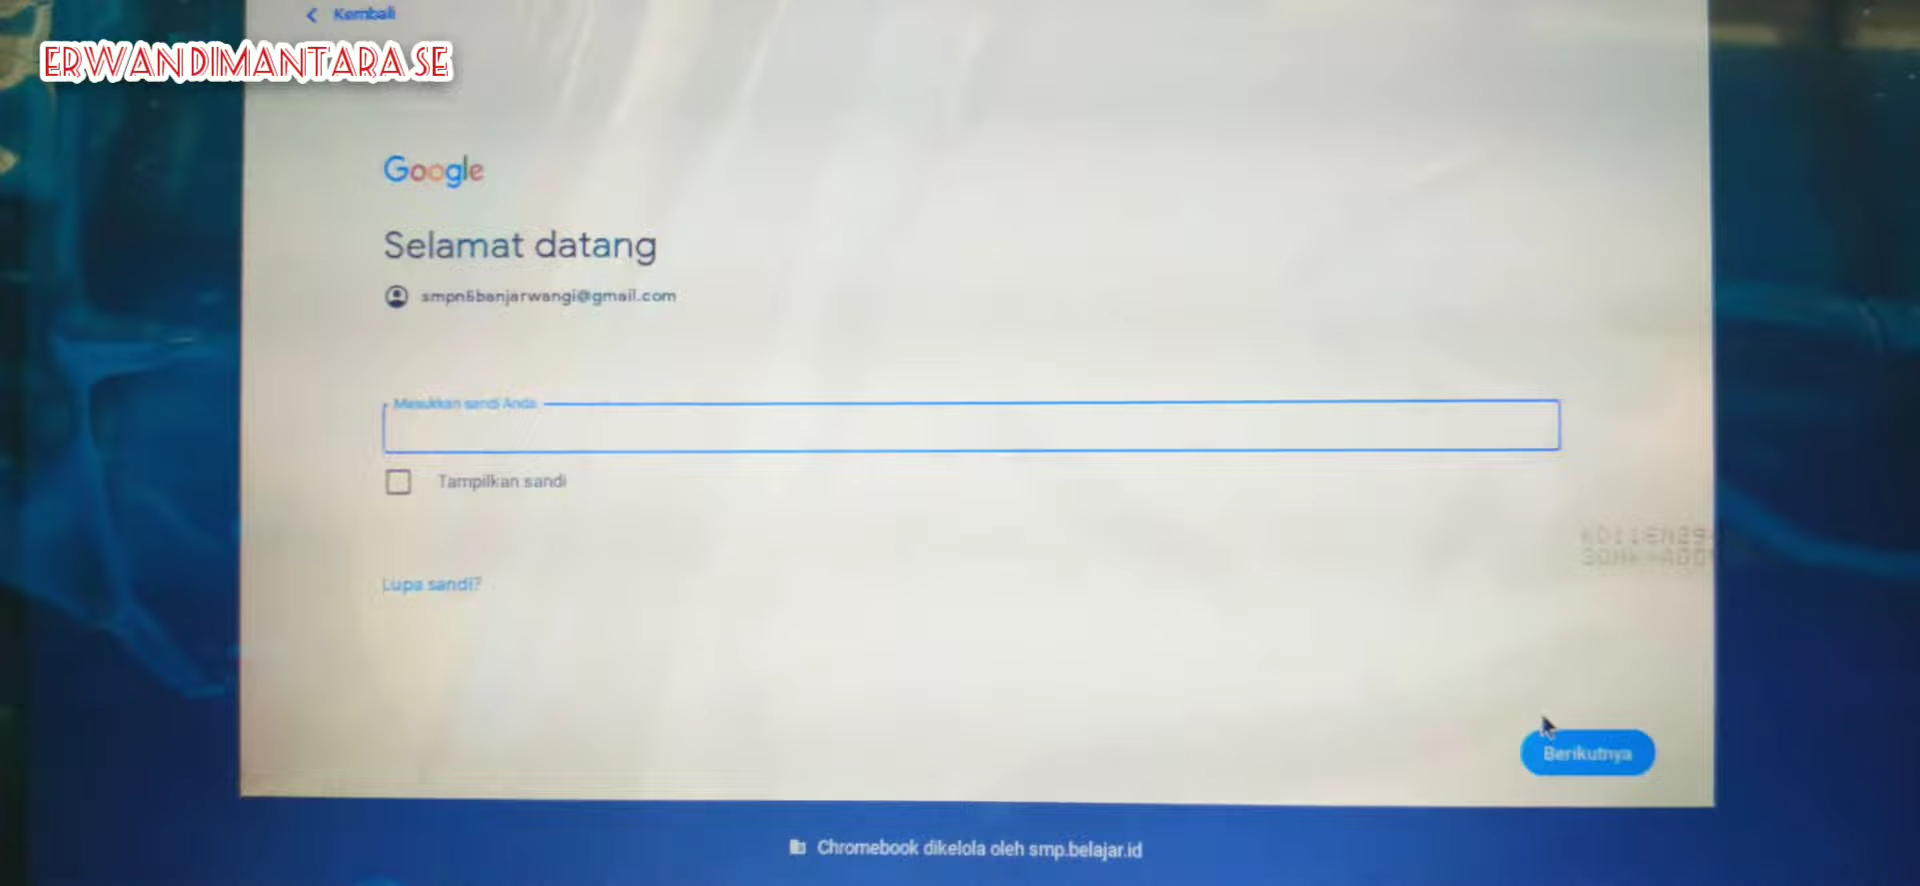 Kembali
ERWANDIMANTARA SE
Google
Selamat datang
smpn6banjarwangi@gmail.com
Masukkan sandi Anda
Tampilkan sandi
Lupa sandi?
Berikutnya
Chromebook dikelola oleh smp.belajar.id